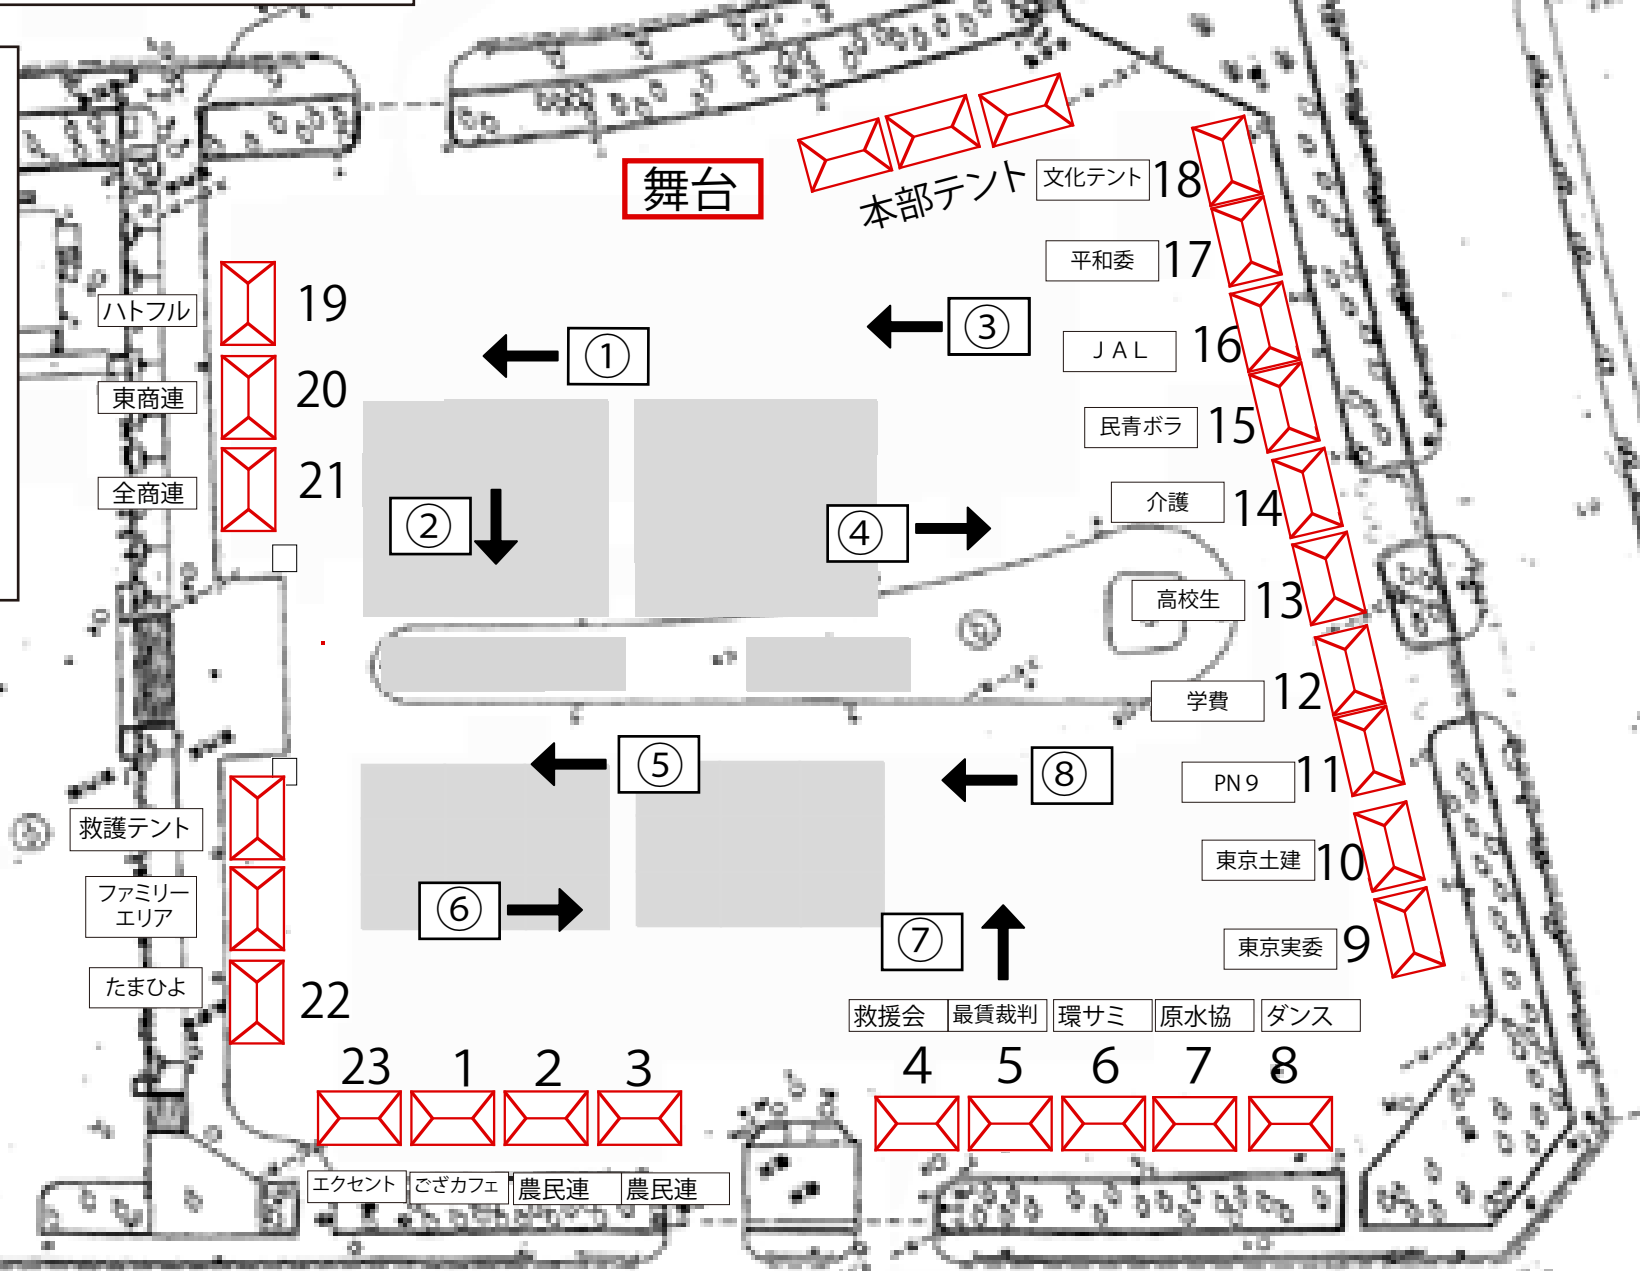 舞台
本部テント
文化テント 18
平和委 17
ＪＡＬ 16
民青ボラ 15
介護 14
高校生 13
学費 12
PN９ 11
東京土建 10
東京実委 9
ハトフル 19
東商連 20
全商連 21
①
②
③
④
⑤
⑥
⑦
⑧
救護テント
ファミリー
エリア
たまひよ 22
救援会 最賃裁判 環サミ 原水協 ダンス
4 5 6 7 8
23 1 2 3
エクセント ござカフェ 農民連 農民連